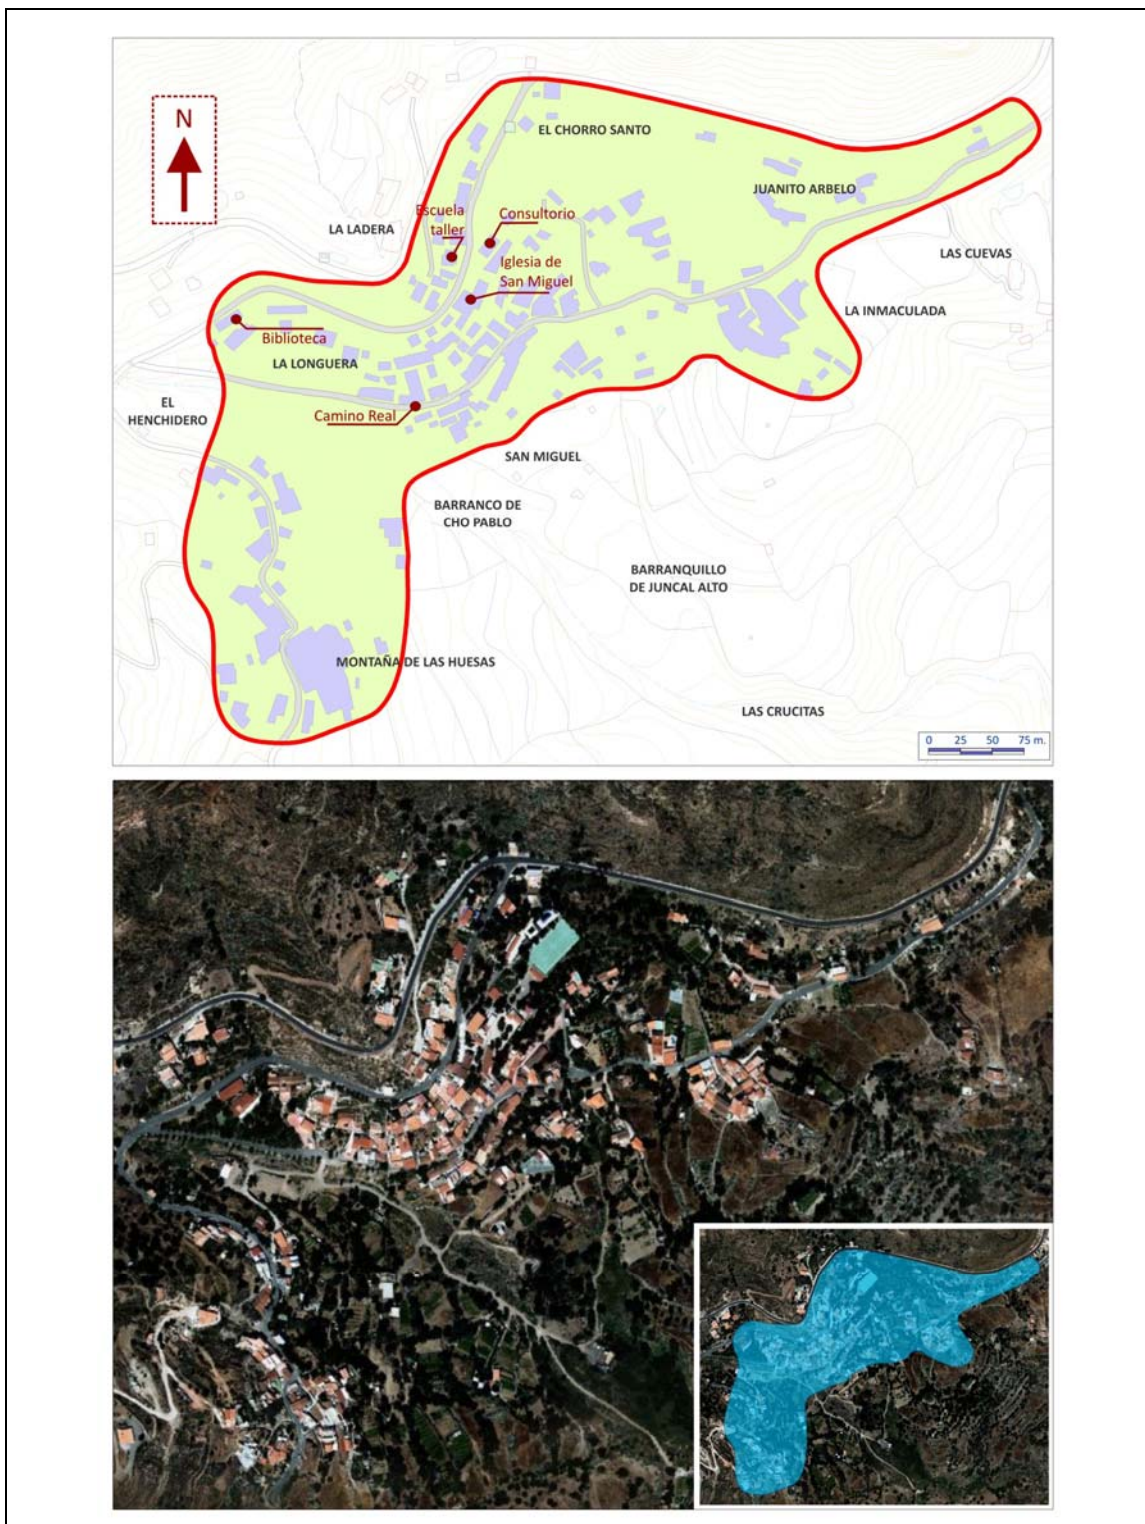 N
EL CHORRO SANTO
JUANITO ARBELO
Escuela
taller
Consultorio
LA LADERA
LAS CUEVAS
Iglesia de
San Miguel
LA INMACULADA
Biblioteca
LA LONGUERA
EL
HENCHIDERO
Camino Real
SAN MIGUEL
BARRANCO DE
CHO PABLO
BARRANQUILLO
DE JUNCAL ALTO
MONTAÑA DE LAS HUESAS
LAS CRUCITAS
0 25 50 75 m.